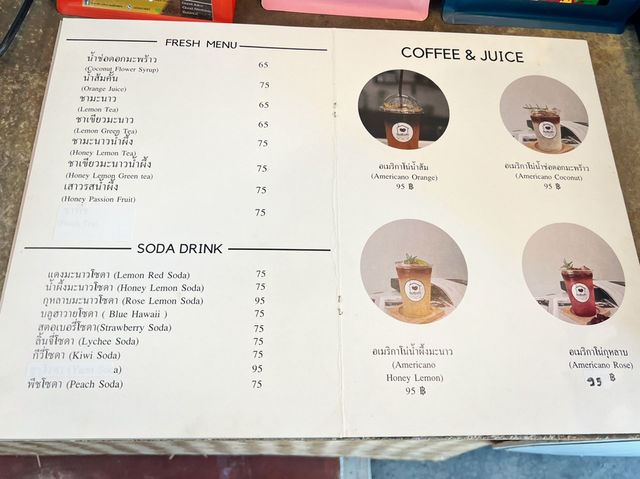 FRESH MENU
น้ำช่อดอกมะพร้าว 65
(Coconut Flower Syrup)
น้ำส้มคั้น 75
(Orange Juice)
ชามะนาว 65
(Lemon Tea)
ชาเขียวมะนาว 65
(Lemon Green Tea)
ชามะนาวน้ำผึ้ง 75
(Honey Lemon Tea)
ชาเขียวมะนาวน้ำผึ้ง 75
(Honey Lemon Green tea)
เสาวรสน้ำผึ้ง 75
(Honey Passion Fruit)
75
SODA DRINK
แดงมะนาวโซดา (Lemon Red Soda) 75
น้ำผึ้งมะนาวโซดา (Honey Lemon Soda) 75
กุหลาบมะนาวโซดา (Rose Lemon Soda) 95
บลูฮาวายโซดา ( Blue Hawaii ) 75
สตอเบอรี่โซดา(Strawberry Soda) 75
ลิ้นจี่โซดา (Lychee Soda) 75
กีวี่โซดา (Kiwi Soda) 75
a) 95
พีชโซดา (Peach Soda) 75
COFFEE & JUICE
อเมริกาโน่น้ำส้ม
(Americano Orange)
95 ฿
อเมริกาโน่น้ำช่อดอกมะพร้าว
(Americano Coconut)
95 ฿
อเมริกาโน่น้ำผึ้งมะนาว
(Americano
Honey Lemon)
95 ฿
อเมริกาโน่กุหลาบ
(Americano Rose)
95 ฿